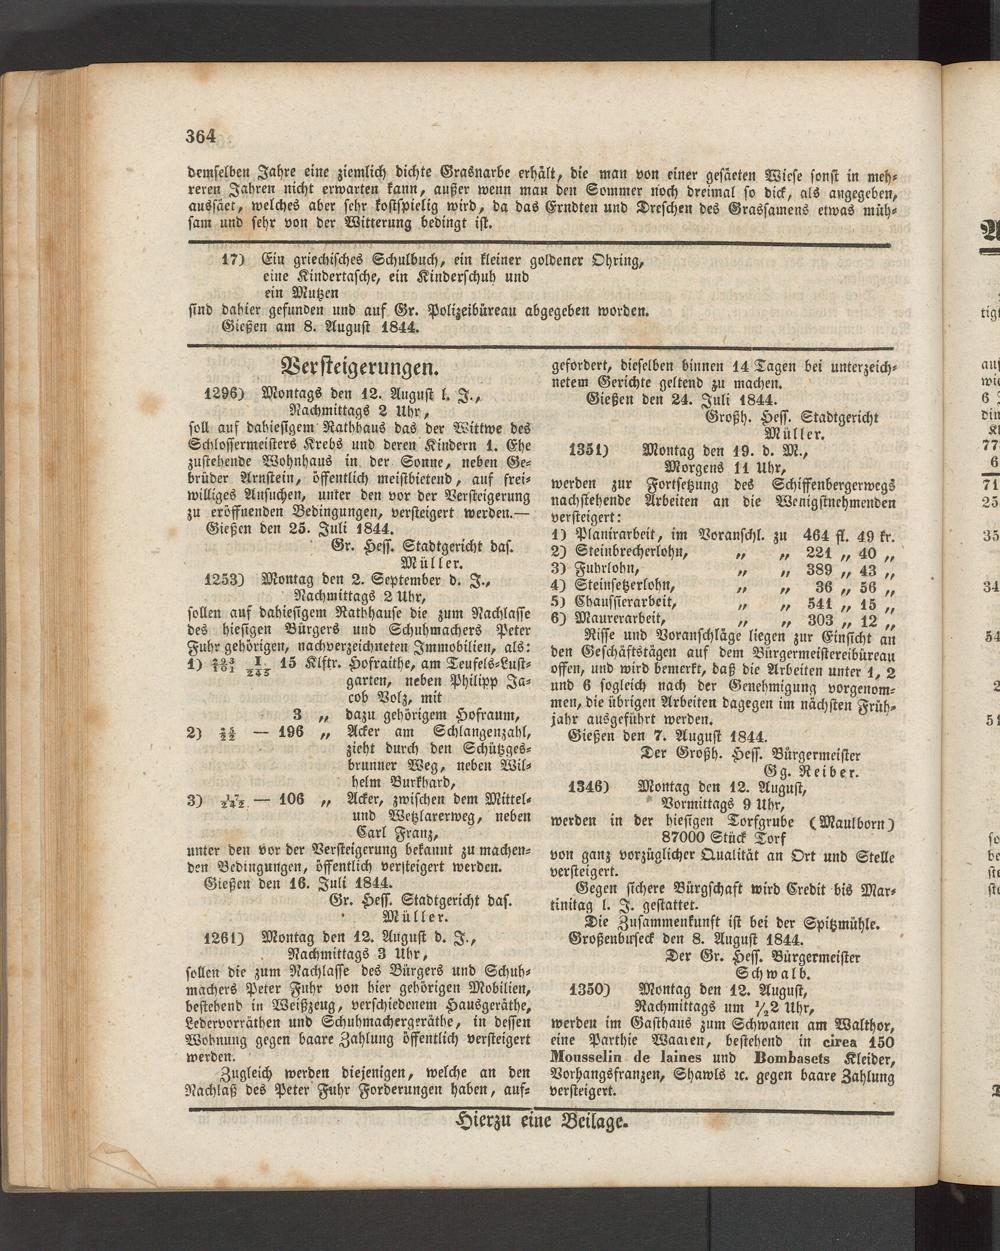 364
demselben Jahre eine ziemlich dichte Grasnarbe erhält, die man von einer gesäeten Wiese sonst in meh-
reren Jahren nicht erwarten kann, außer wenn man den Sommer noch dreimal so dick, als angegeben,
aussäet, welches aber sehr kostspielig wird, da das Erndten und Dreschen des Grassamens etwas müh-
sam und sehr von der Witterung bedingt ist.
17) Ein griechisches Schulbuch, ein kleiner goldener Ohring,
eine Kindertasche, ein Kinderschuh und
ein Mutzen
sind dahier gefunden und auf Gr. Polizeibüreau abgegeben worden.
Gießen am 8. August 1844.
Versteigerungen.
1296) Montags den 12. August l. J.,
Nachmittags 2 Uhr,
soll auf dahiesigem Rathhaus das der Wittwe des
Schlossermeisters Krebs und deren Kindern 1. Ehe
zustehende Wohnhaus in der Sonne, neben Ge-
brüder Arnstein, öffentlich meistbietend, auf frei-
williges Ansuchen, unter den vor der Versteigerung
zu eröffnenden Bedingungen, versteigert werden.—
Gießen den 25. Juli 1844.
Gr. Hess. Stadtgericht das.
Müller.
1253) Montag den 2. September d. J.,
Nachmittags 2 Uhr,
sollen auf dahiesigem Rathhause die zum Nachlasse
des hiesigen Bürgers und Schuhmachers Peter
Fuhr gehörigen, nachverzeichneten Immobilien, als:
1) 223/101 I/245 15 Klftr. Hofraithe, am Teufels-Lust-
garten, neben Philipp Ja-
cob Volz, mit
3 „ dazu gehörigem Hofraum,
2) — 196 „ Acker am Schlangenzahl,
zieht durch den Schützges-
brunner Weg, neben Wil-
helm Burkhard,
3) 17/242 — 106 „ Acker, zwischen dem Mittel-
und Wetzlarerweg, neben
Carl Franz,
unter den vor der Versteigerung bekannt zu machen-
den Bedingungen, öffentlich versteigert werden.
Gießen den 16. Juli 1844.
Gr. Hess. Stadtgericht das.
Müller.
1261) Montag den 12. August d. J.,
Nachmittags 3 Uhr,
sollen die zum Nachlasse des Bürgers und Schuh-
machers Peter Fuhr von hier gehörigen Mobilien,
bestehend in Weißzeug, verschiedenem Hausgeräthe,
Ledervorräthen und Schuhmachergeräthe, in dessen
Wohnung gegen baare Zahlung öffentlich versteigert
werden.
Zugleich werden diejenigen, welche an den
Nachlaß des Peter Fuhr Forderungen haben, auf-
gefordert, dieselben binnen 14 Tagen bei unterzeich-
netem Gerichte geltend zu machen.
Gießen den 24. Juli 1844.
Großh. Hess. Stadtgericht
Müller.
1351) Montag den 19. d. M.,
Morgens 11 Uhr,
werden zur Fortsetzung des Schiffenbergerwegs
nachstehende Arbeiten an die Wenigstnehmenden
versteigert:
1) Planirarbeit, im Voranschl. zu 464 fl. 49 kr.
2) Steinbrecherlohn, „ „ 221 „ 40 „
3) Fuhrlohn, „ „ 389 „ 43 „
4) Steinsetzerlohn, „ „ 36 „ 56 „
5) Chaussierarbeit, „ „ 541 „ 15 „
6) Maurerarbeit, „ „ 303 „ 12 „
Risse und Voranschläge liegen zur Einsicht an
den Geschäftstägen auf dem Bürgermeistereibüreau
offen, und wird bemerkt, daß die Arbeiten unter 1, 2
und 6 sogleich nach der Genehmigung vorgenom-
men, die übrigen Arbeiten dagegen im nächsten Früh-
jahr ausgeführt werden.
Gießen den 7. August 1844.
Der Großh. Hess. Bürgermeister
Gg. Reiber.
1346) Montag den 12. August,
Vormittags 9 Uhr,
werden in der hiesigen Torfgrube (Maulborn)
87000 Stück Torf
von ganz vorzüglicher Qualität an Ort und Stelle
versteigert.
Gegen sichere Bürgschaft wird Credit bis Mar-
tinitag l. J. gestattet.
Die Zusammenkunft ist bei der Spitzmühle.
Großenbuseck den 8. August 1844.
Der Gr. Hess. Bürgermeister
Schwalb.
1350) Montag den 12. August,
Nachmittags um ½2 Uhr,
werden im Gasthaus zum Schwanen am Walthor,
eine Parthie Waaren, bestehend in circa 150
Mousselin de laines und Bombasets Kleider,
Vorhangsfranzen, Shawls ꝛc. gegen baare Zahlung
versteigert.
Hierzu eine Beilage.